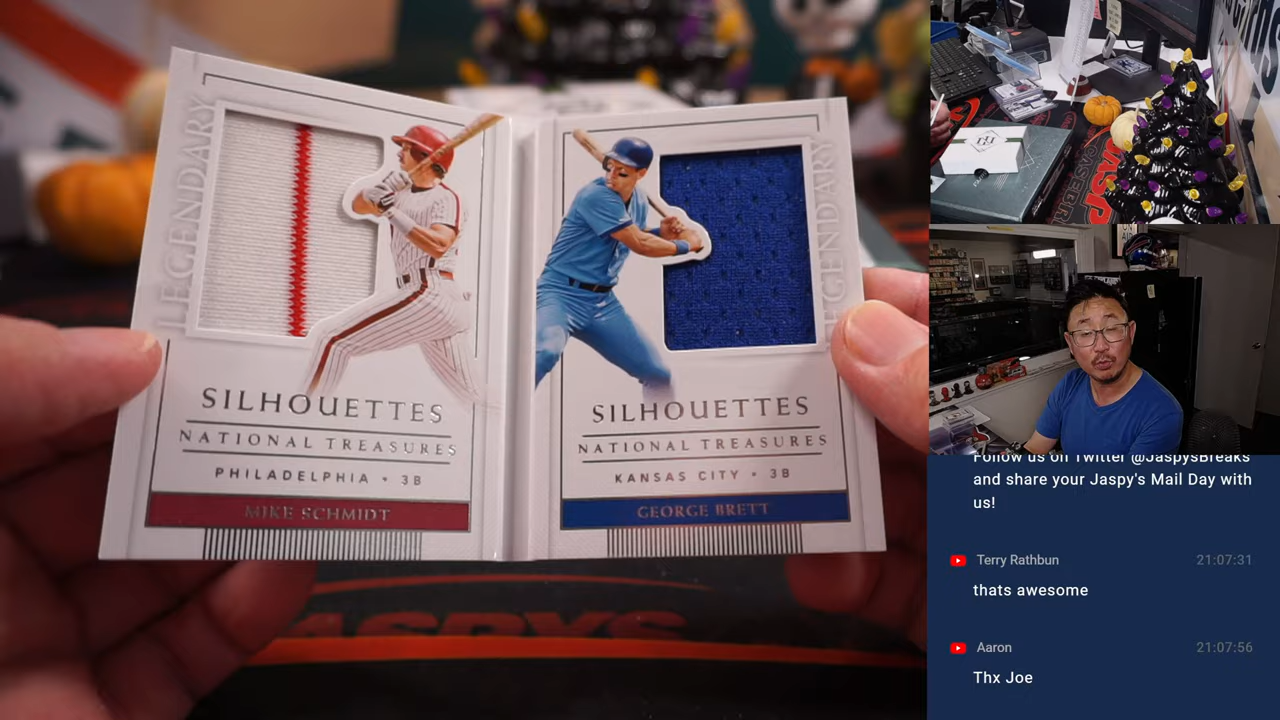 LEGENDARY
SILHOUETTES
NATIONAL TREASURES
PHILADELPHIA • 3B
MIKE SCHMIDT
LEGENDARY
SILHOUETTES
NATIONAL TREASURES
KANSAS CITY • 3B
GEORGE BRETT
JASPYS
Follow us on Twitter @JaspysBreaks
and share your Jaspy's Mail Day with
us!
Terry Rathbun 21:07:31
thats awesome
Aaron 21:07:56
Thx Joe